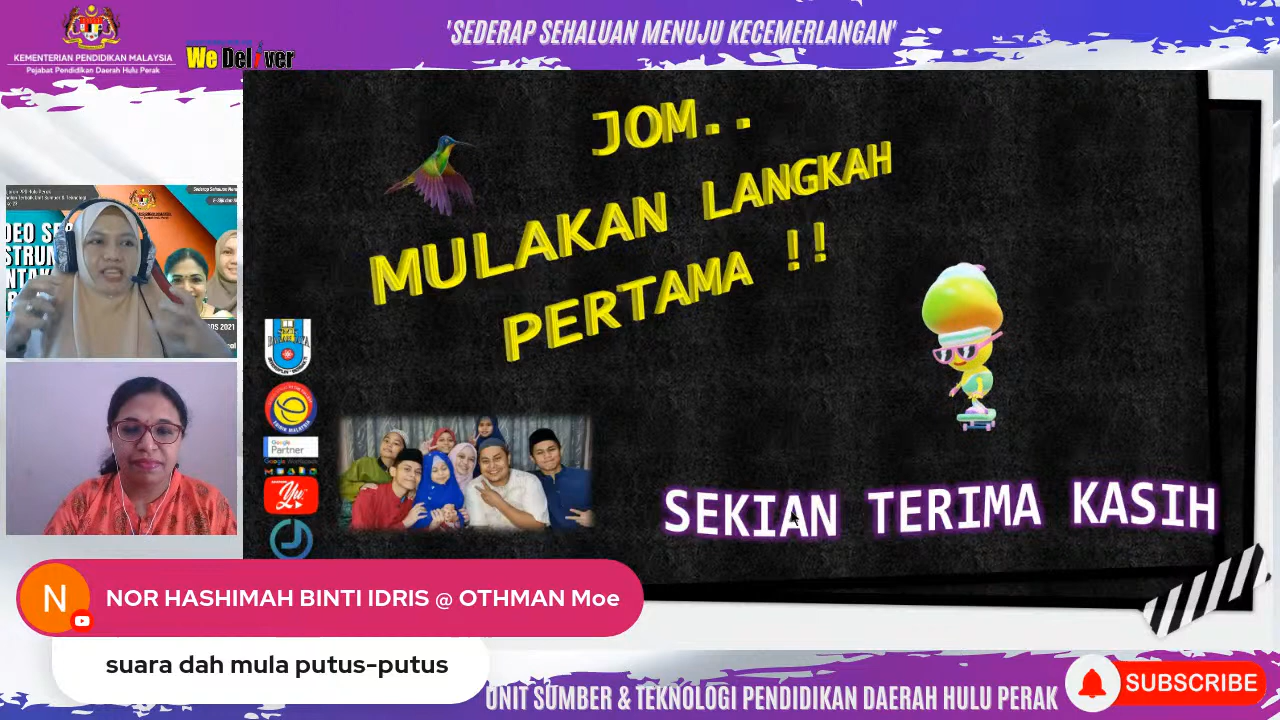 'SEDERAP SEHALUAN MENUJU KECEMERLANGAN'
KEMENTERIAN PENDIDIKAN MALAYSIA
Pejabat Pendidikan Daerah Hulu Perak
We Deliver
JOM..
MULAKAN LANGKAH
PERTAMA !!
Google
Partner
SEKIAN TERIMA KASIH
N
NOR HASHIMAH BINTI IDRIS @ OTHMAN Moe
suara dah mula putus-putus
UNIT SUMBER & TEKNOLOGI PENDIDIKAN DAERAH HULU PERAK
SUBSCRIBE